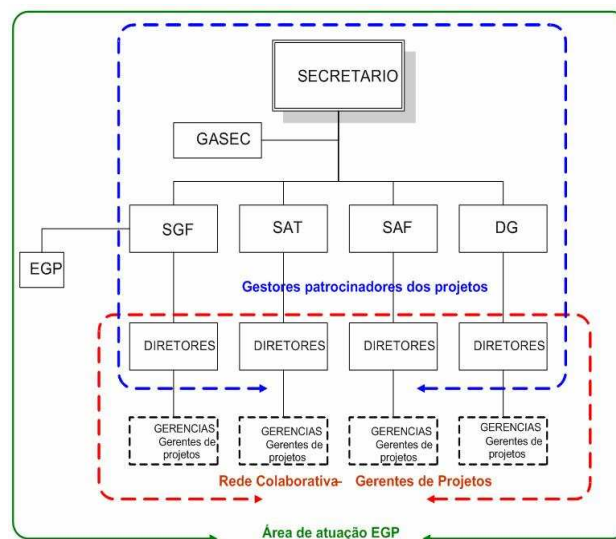 SECRETARIO
GASEC
SGF SAT SAF DG
EGP
Gestores patrocinadores dos projetos
DIRETORES DIRETORES DIRETORES DIRETORES
GERENCIAS GERENCIAS GERENCIAS GERENCIAS
Gerentes de Gerentes de Gerentes de Gerentes de
projetos projetos projetos projetos
Rede Colaborativa- Gerentes de Projetos
Área de atuação EGP